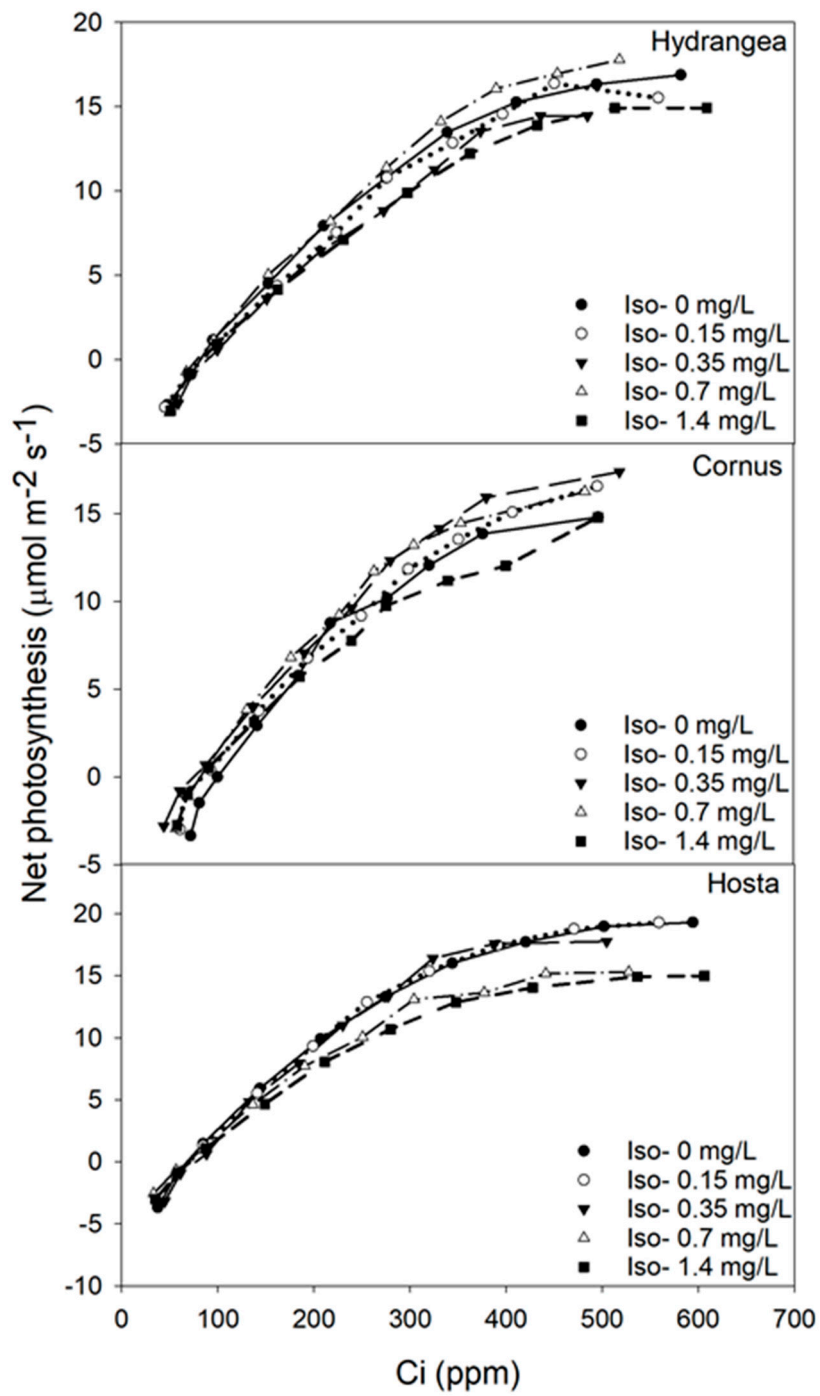 Net photosynthesis (μmol m-2 s-1)
20
15
10
5
0
-5
Hydrangea
Iso- 0 mg/L
Iso- 0.15 mg/L
Iso- 0.35 mg/L
Iso- 0.7 mg/L
Iso- 1.4 mg/L
15
10
5
0
-5
Cornus
Iso- 0 mg/L
Iso- 0.15 mg/L
Iso- 0.35 mg/L
Iso- 0.7 mg/L
Iso- 1.4 mg/L
20
15
10
5
0
-5
-10
Hosta
Iso- 0 mg/L
Iso- 0.15 mg/L
Iso- 0.35 mg/L
Iso- 0.7 mg/L
Iso- 1.4 mg/L
0 100 200 300 400 500 600 700
Ci (ppm)